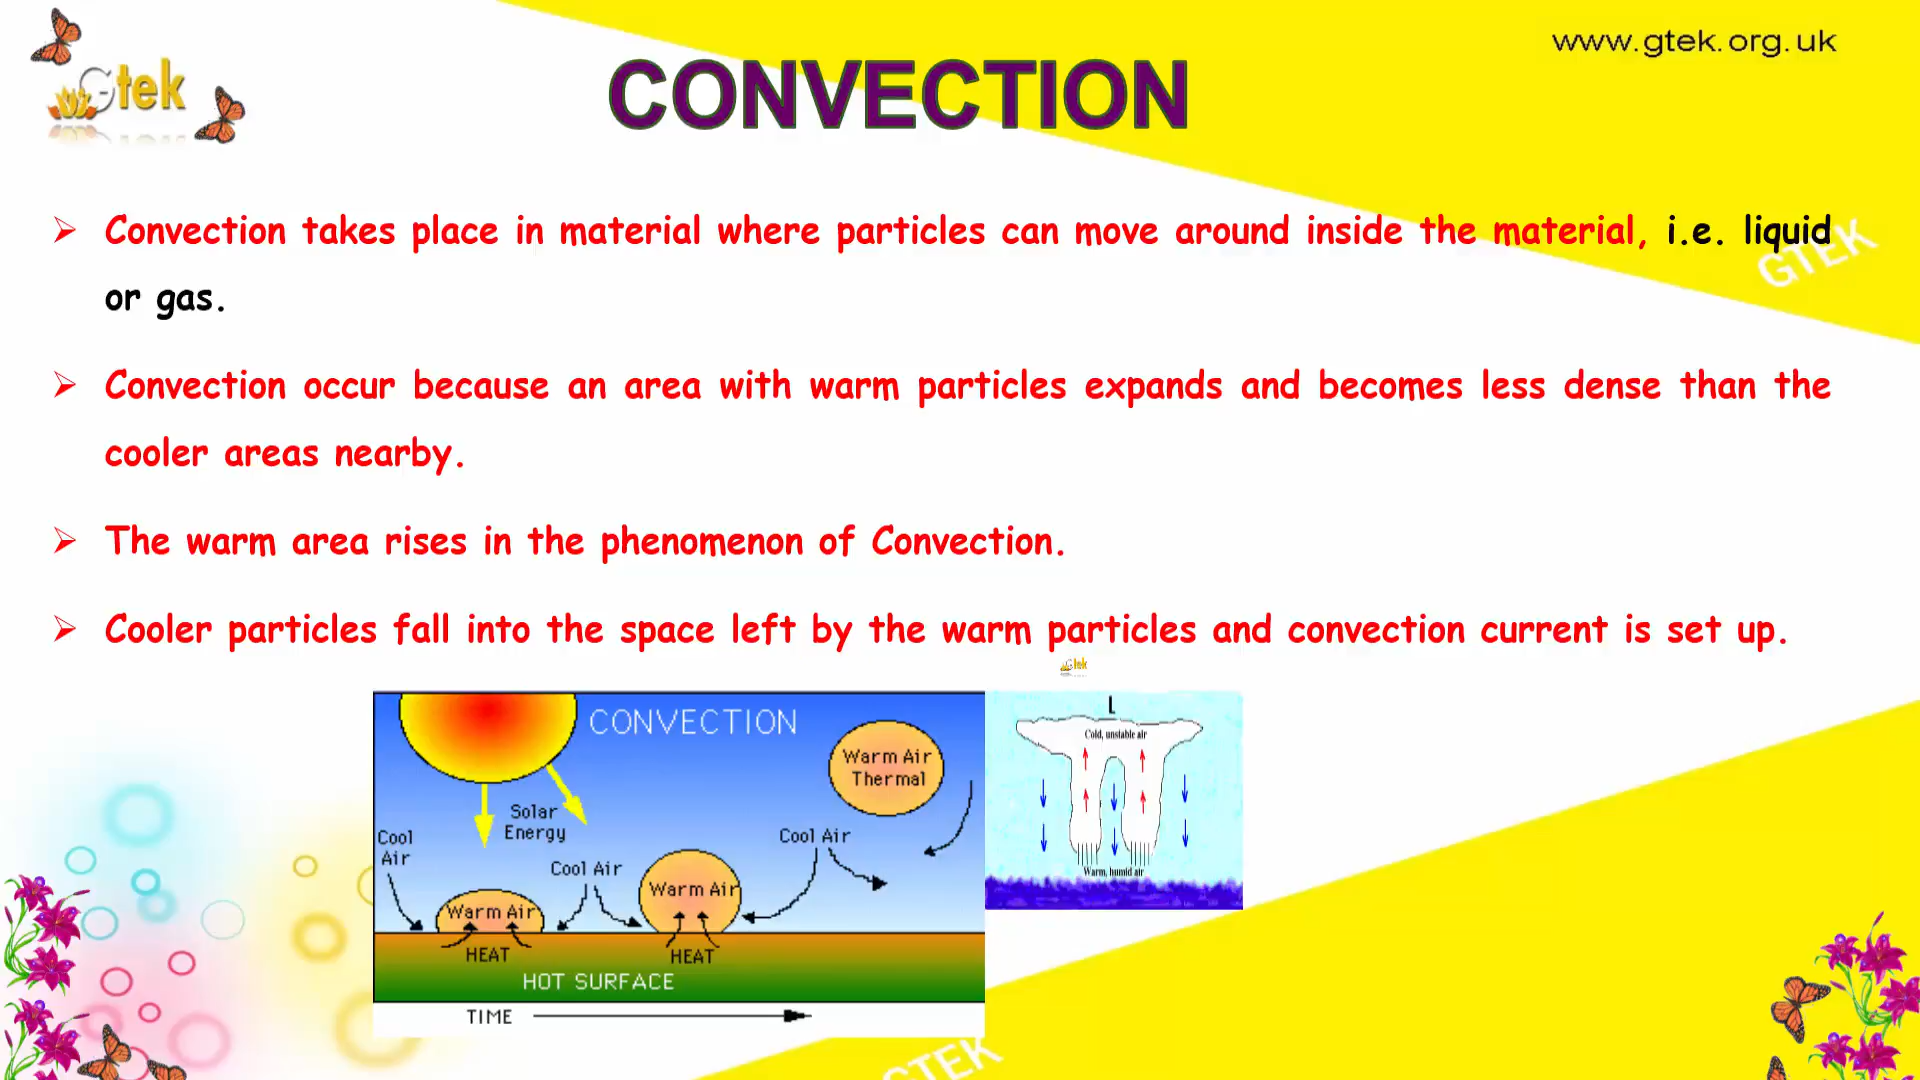 Gtek
www.gtek.org.uk
CONVECTION
Convection takes place in material where particles can move around inside the material, i.e. liquid
or gas.
GTEK
Convection occur because an area with warm particles expands and becomes less dense than the
cooler areas nearby.
The warm area rises in the phenomenon of Convection.
Cooler particles fall into the space left by the warm particles and convection current is set up.
Gtek
CONVECTION
Warm Air
Thermal
Solar
Energy
Cool
Air
Cool Air
Cool Air
Warm Air
Warm Air
HEAT
HEAT
HOT SURFACE
TIME
L
Cold, unstable air
Warm, humid air
GTEK